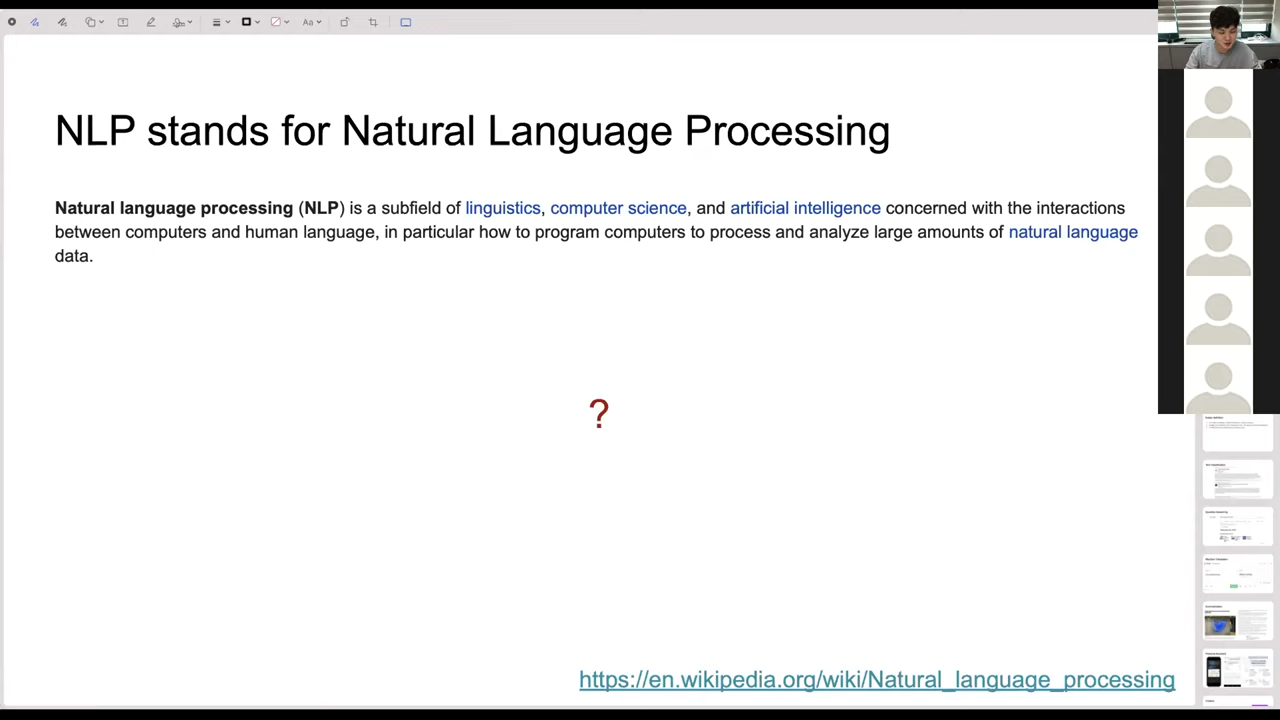 Aa
NLP stands for Natural Language Processing
Natural language processing (NLP) is a subfield of linguistics, computer science, and artificial intelligence concerned with the interactions
between computers and human language, in particular how to program computers to process and analyze large amounts of natural language
data.
?
https://en.wikipedia.org/wiki/Natural_language_processing